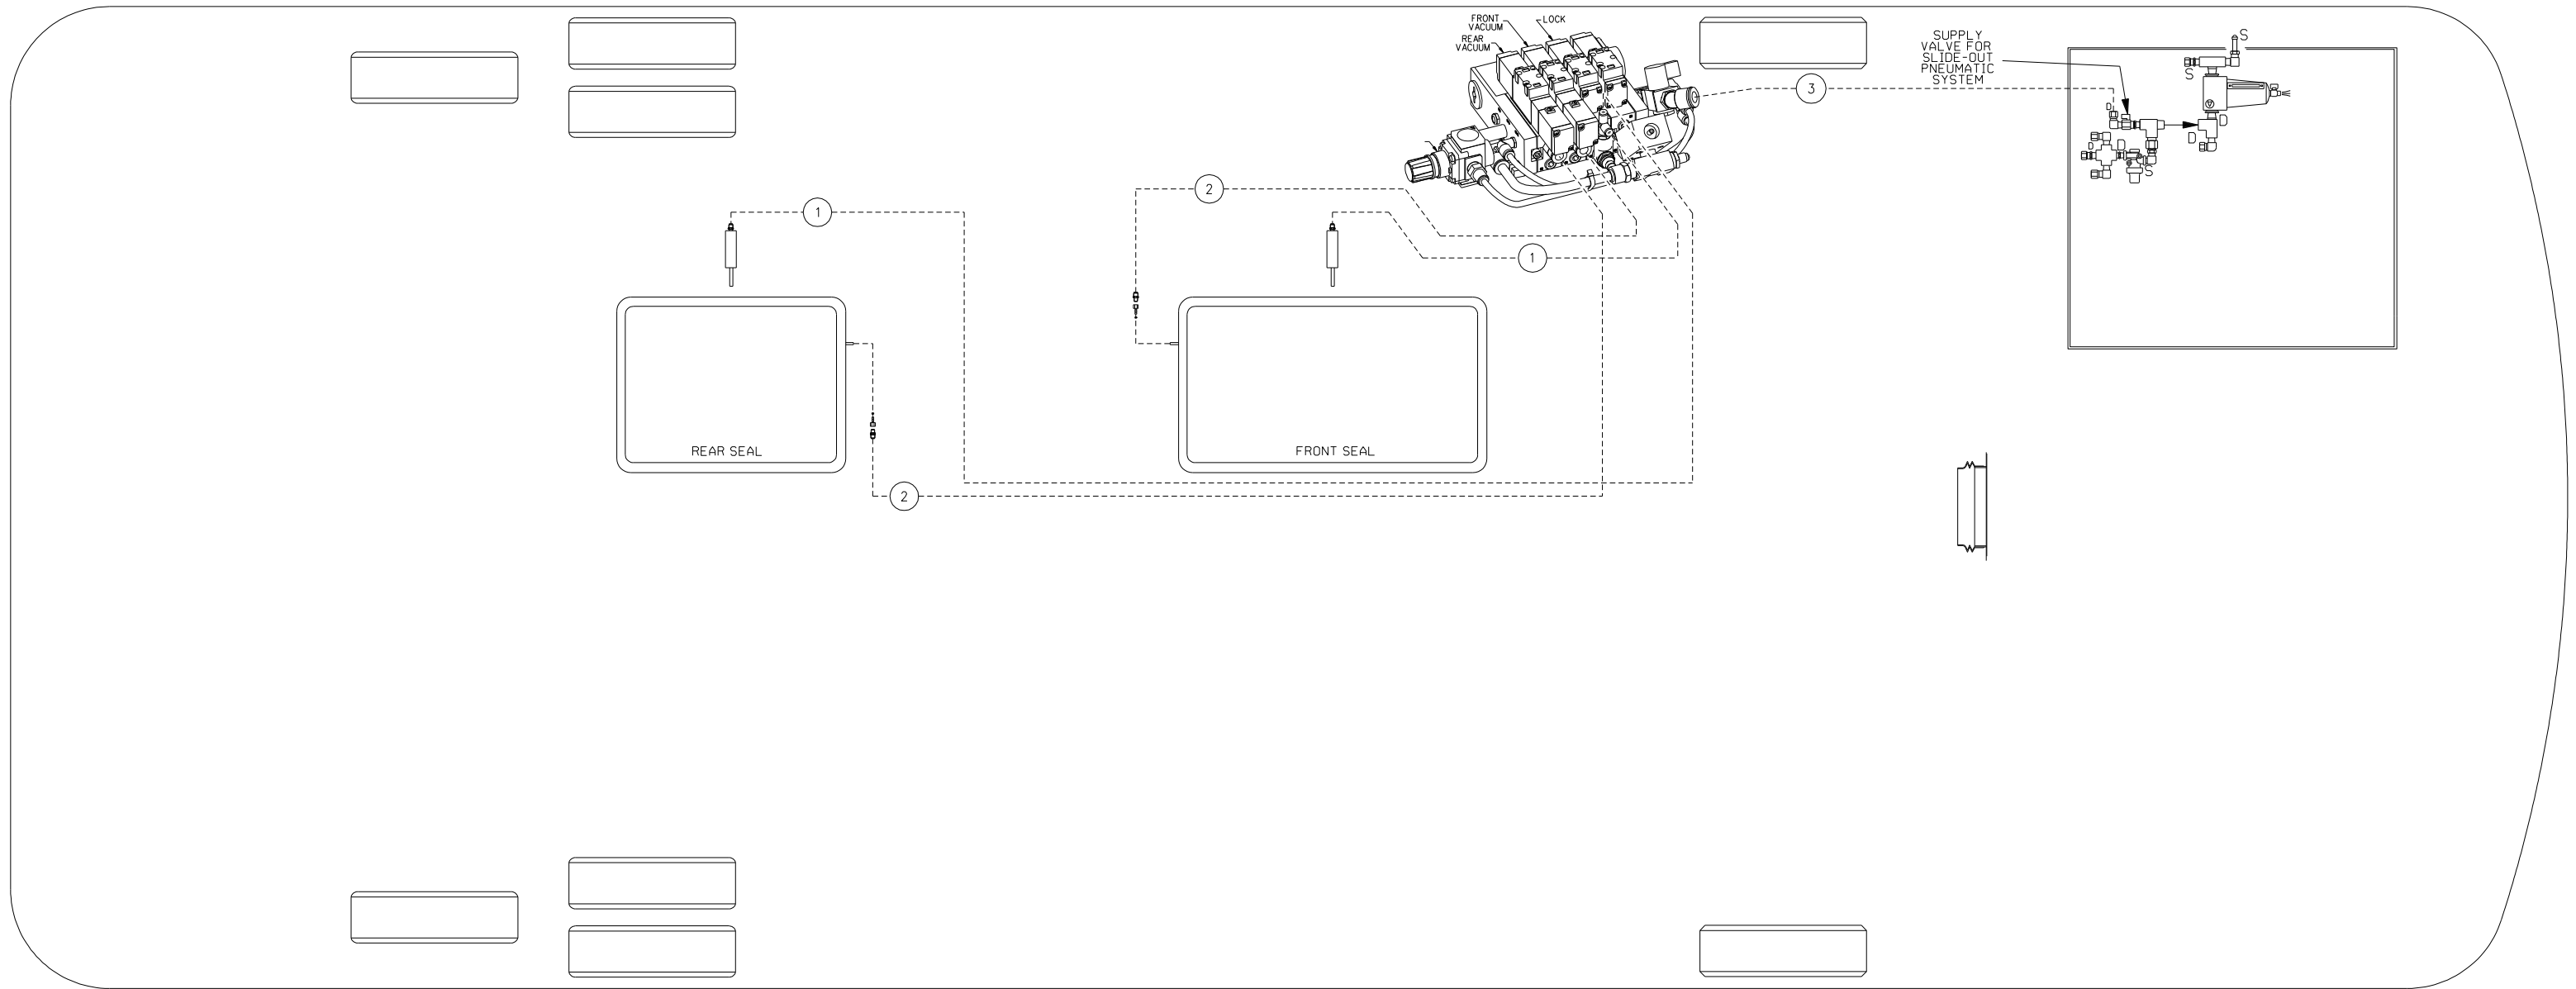 FRONT
VACUUM
LOCK
REAR
VACUUM
SUPPLY
VALVE FOR
SLIDE-OUT
PNEUMATIC
SYSTEM
S
S
3
D
D
D
D
D
S
2
1
1
REAR SEAL
FRONT SEAL
2